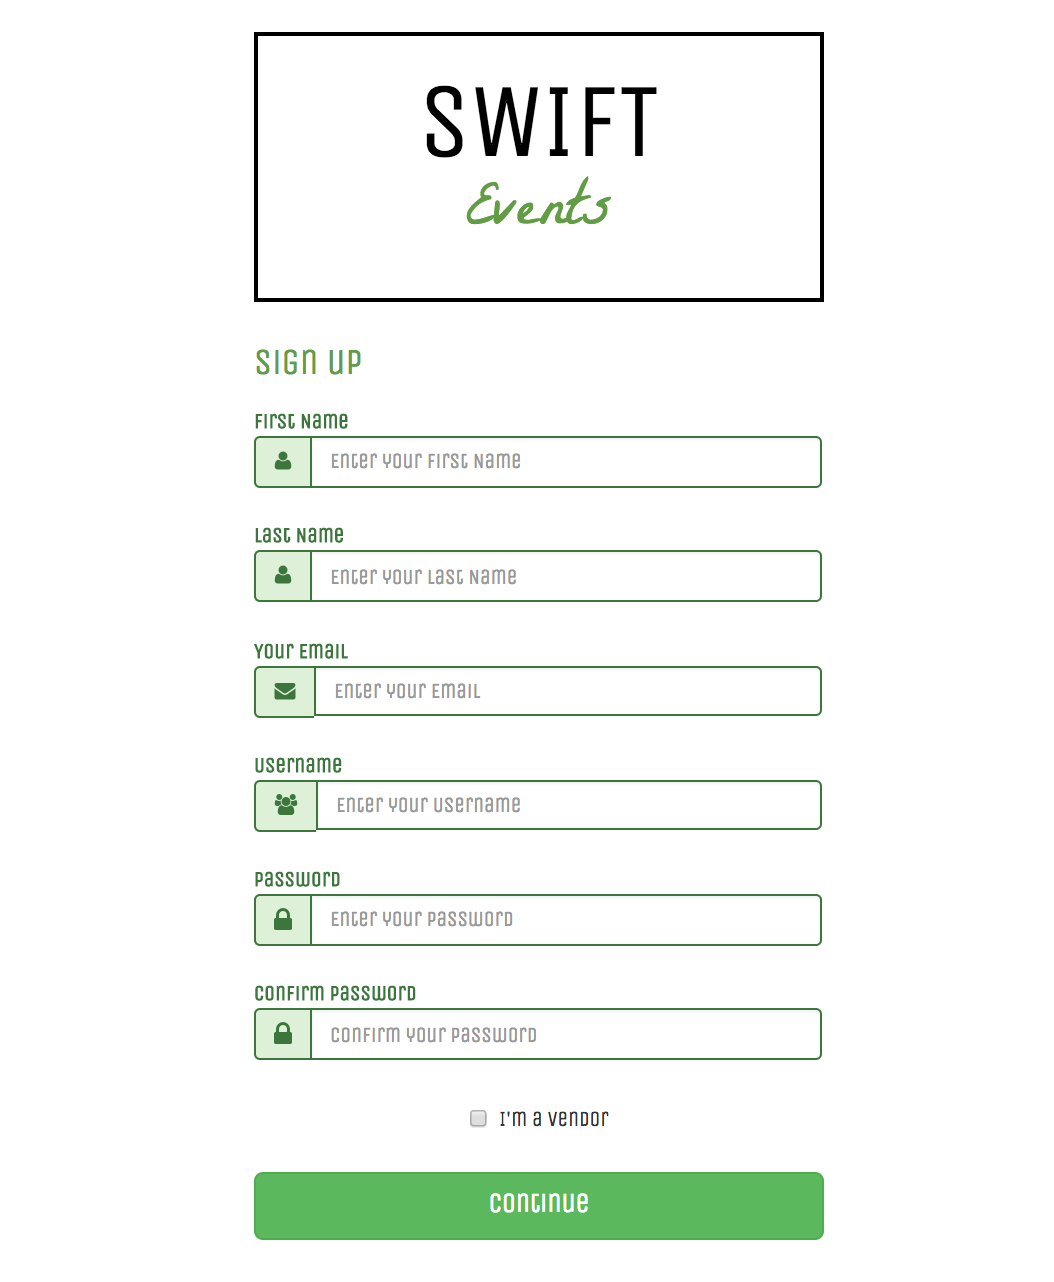 SWIFT
Events
Sign up
First Name
Enter your First Name
Last Name
Enter your Last Name
Your Email
Enter your Email
Username
Enter your Username
Password
Enter your Password
Confirm Password
Confirm your Password
I'm a vendor
Continue